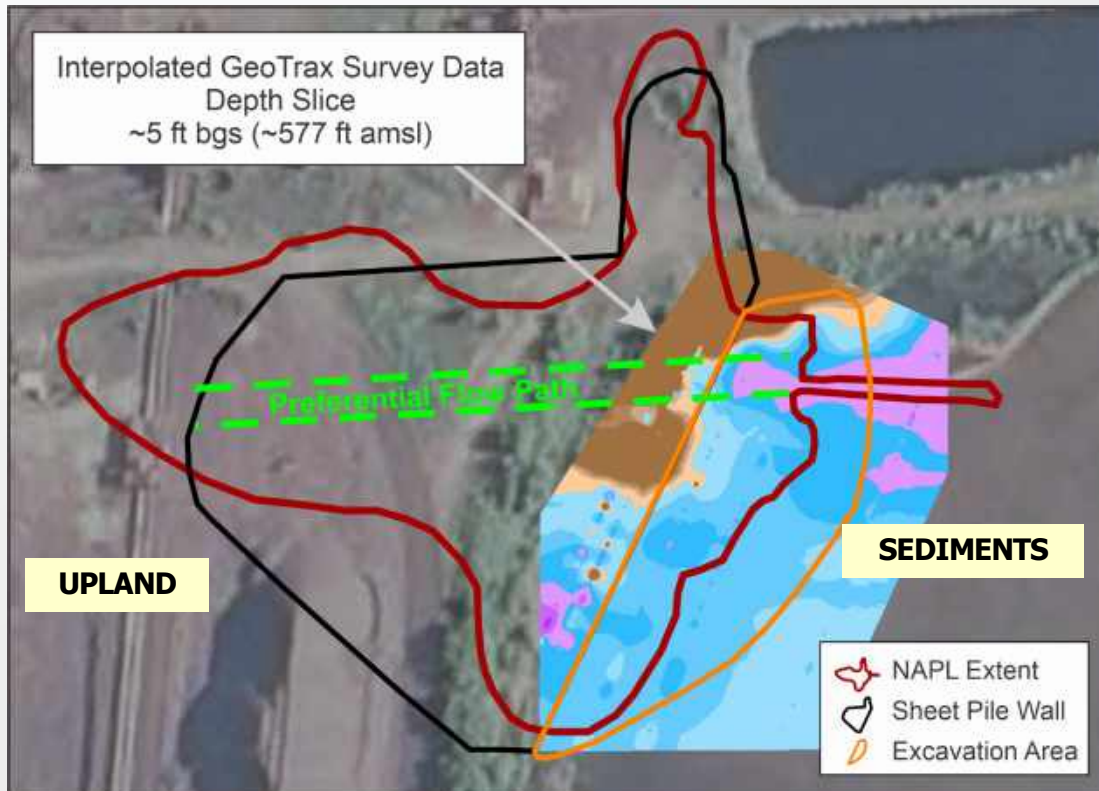 Interpolated GeoTrax Survey Data
Depth Slice
~5 ft bgs (~577 ft amsl)
Preferential Flow Path
SEDIMENTS
UPLAND
NAPL Extent
Sheet Pile Wall
Excavation Area